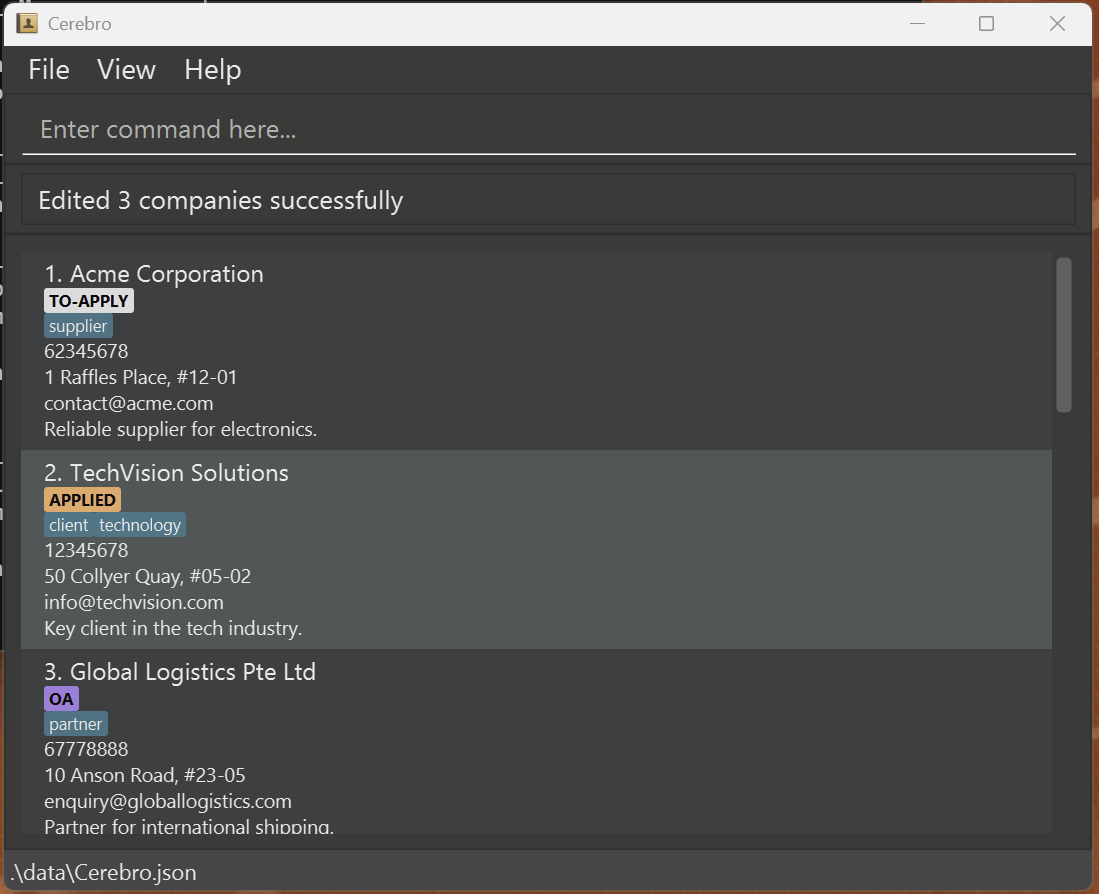 Cerebro
File View Help
Enter command here...
Edited 3 companies successfully
1. Acme Corporation
TO-APPLY
supplier
62345678
1 Raffles Place, #12-01
contact@acme.com
Reliable supplier for electronics.
2. TechVision Solutions
APPLIED
client technology
12345678
50 Collyer Quay, #05-02
info@techvision.com
Key client in the tech industry.
3. Global Logistics Pte Ltd
OA
partner
67778888
10 Anson Road, #23-05
enquiry@globallogistics.com
Partner for international shipping.
.\data\Cerebro.json